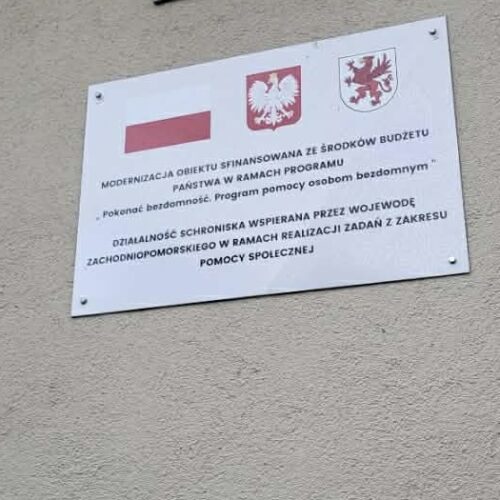 MODERNIZACJA OBIEKTU SFINANSOWANA ZE ŚRODKÓW BUDŻETU
PAŃSTWA W RAMACH PROGRAMU
„ Pokonać bezdomność. Program pomocy osobom bezdomnym "
DZIAŁALNOŚĆ SCHRONISKA WSPIERANA PRZEZ WOJEWODĘ
ZACHODNIOPOMORSKIEGO W RAMACH REALIZACJI ZADAŃ Z ZAKRESU
POMOCY SPOŁECZNEJ